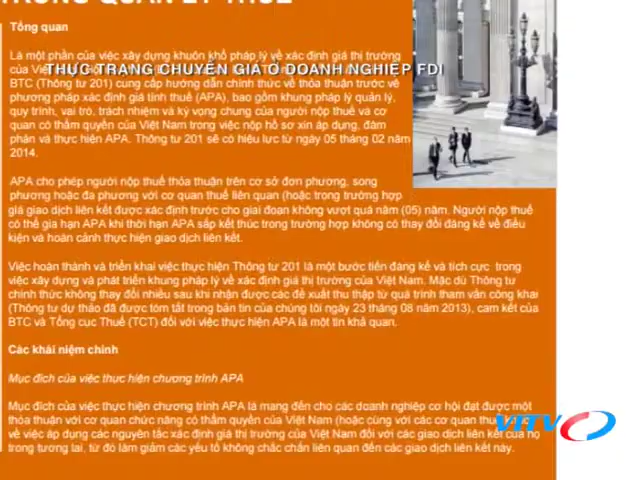 TRONG QUẢN LÝ THUẾ
Tổng quan
Là một phần của việc xây dựng khuôn khổ pháp lý về xác định giá thị trường
của Việt
THỰC TRẠNG CHUYỂN GIÁ Ở DOANH NGHIỆP FDI
BTC (Thông tư 201) cung cấp hướng dẫn chính thức về thỏa thuận trước về
phương pháp xác định giá tính thuế (APA), bao gồm khung pháp lý quản lý,
quy trình, vai trò, trách nhiệm và kỳ vọng chung của người nộp thuế và cơ
quan có thẩm quyền của Việt Nam trong việc nộp hồ sơ xin áp dụng, đàm
phán và thực hiện APA. Thông tư 201 sẽ có hiệu lực từ ngày 05 tháng 02 năm
2014.
APA cho phép người nộp thuế thỏa thuận trên cơ sở đơn phương, song
phương hoặc đa phương với cơ quan thuế liên quan (hoặc trong trường hợp
giá giao dịch liên kết được xác định trước cho giai đoạn không vượt quá năm (05) năm. Người nộp thuế
có thể gia hạn APA khi thời hạn APA sắp kết thúc trong trường hợp không có thay đổi đáng kể về điều
kiện và hoàn cảnh thực hiện giao dịch liên kết.
Việc hoàn thành và triển khai việc thực hiện Thông tư 201 là một bước tiến đáng kể và tích cực trong
việc xây dựng và phát triển khung pháp lý về xác định giá thị trường của Việt Nam. Mặc dù Thông tư
chính thức không thay đổi nhiều sau khi nhận được các đề xuất thu thập từ quá trình tham vấn công khai
(Thông tư dự thảo đã được tóm tắt trong bản tin của chúng tôi ngày 23 tháng 08 năm 2013), cam kết của
BTC và Tổng cục Thuế (TCT) đối với việc thực hiện APA là một tin khả quan.
Các khái niệm chính
Mục đích của việc thực hiện chương trình APA
Mục đích của việc thực hiện chương trình APA là mang đến cho các doanh nghiệp cơ hội đạt được một
thỏa thuận với cơ quan chức năng có thẩm quyền của Việt Nam (hoặc cùng với các cơ quan
về việc áp dụng các nguyên tắc xác định giá thị trường của Việt Nam đối với các giao dịch liên kết của họ
trong tương lai, từ đó làm giảm các yếu tố không chắc chắn liên quan đến các giao dịch liên kết này.
VITV